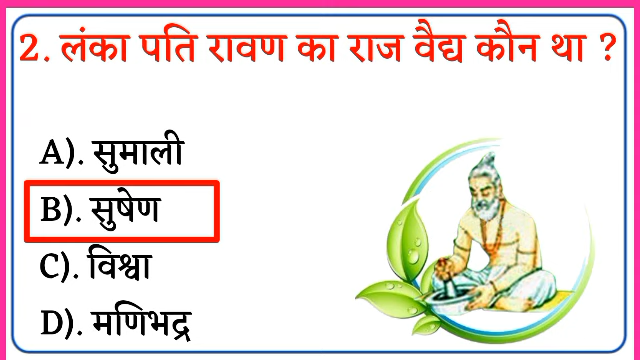 2. लंका पति रावण का राज वैद्य कौन था ?
A). सुमाली
B). सुषेण
C). विश्वा
D). मणिभद्र